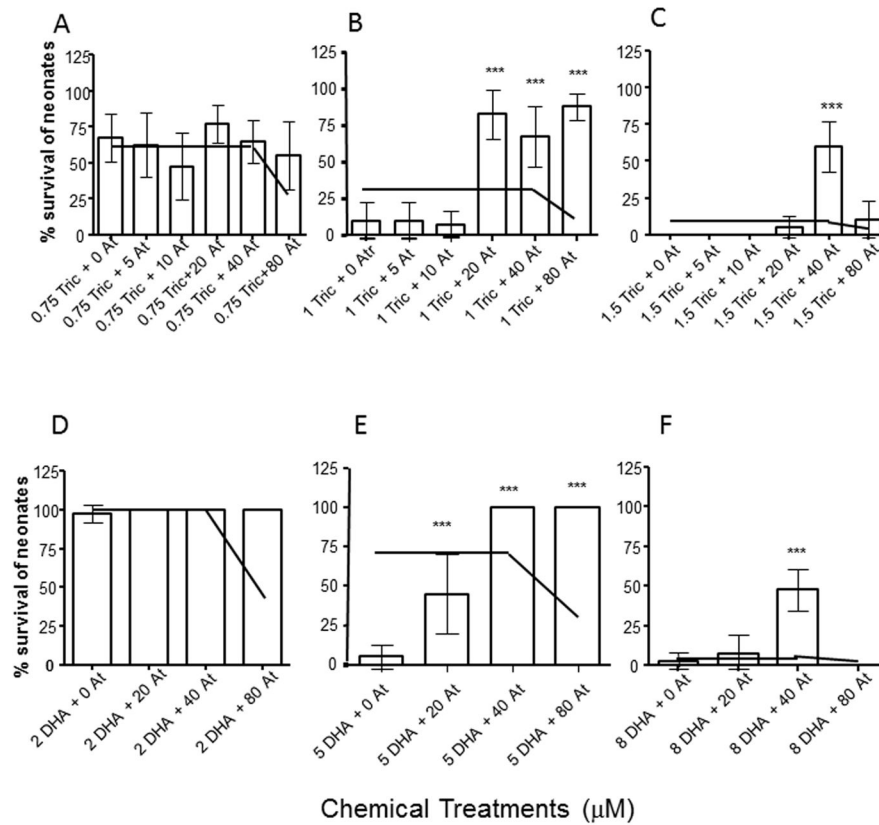 A
B
C
% survival of neonates
125
100
75
50
25
0
0.75 Tric + 0 At
0.75 Tric + 5 At
0.75 Tric + 10 At
0.75 Tric+20 At
0.75 Tric + 40 At
0.75 Tric+80 At
125
100
75
50
25
0
***
***
***
1 Tric + 0 Atr
1 Tric + 5 At
1 Tric + 10 At
1 Tric + 20 At
1 Tric + 40 At
1 Tric + 80 At
125
100
75
50
25
0
***
1.5 Tric + 0 At
1.5 Tric + 5 At
1.5 Tric + 10 At
1.5 Tric + 20 At
1.5 Tric + 40 At
1.5 Tric + 80 At
D
E
F
% survival of neonates
125
100
75
50
25
0
2 DHA + 0 At
2 DHA + 20 At
2 DHA + 40 At
2 DHA + 80 At
125
100
75
50
25
0
***
***
***
5 DHA + 0 At
5 DHA + 20 At
5 DHA + 40 At
5 DHA + 80 At
125
100
75
50
25
0
***
8 DHA + 0 At
8 DHA + 20 At
8 DHA + 40 At
8 DHA + 80 At
Chemical Treatments (μM)